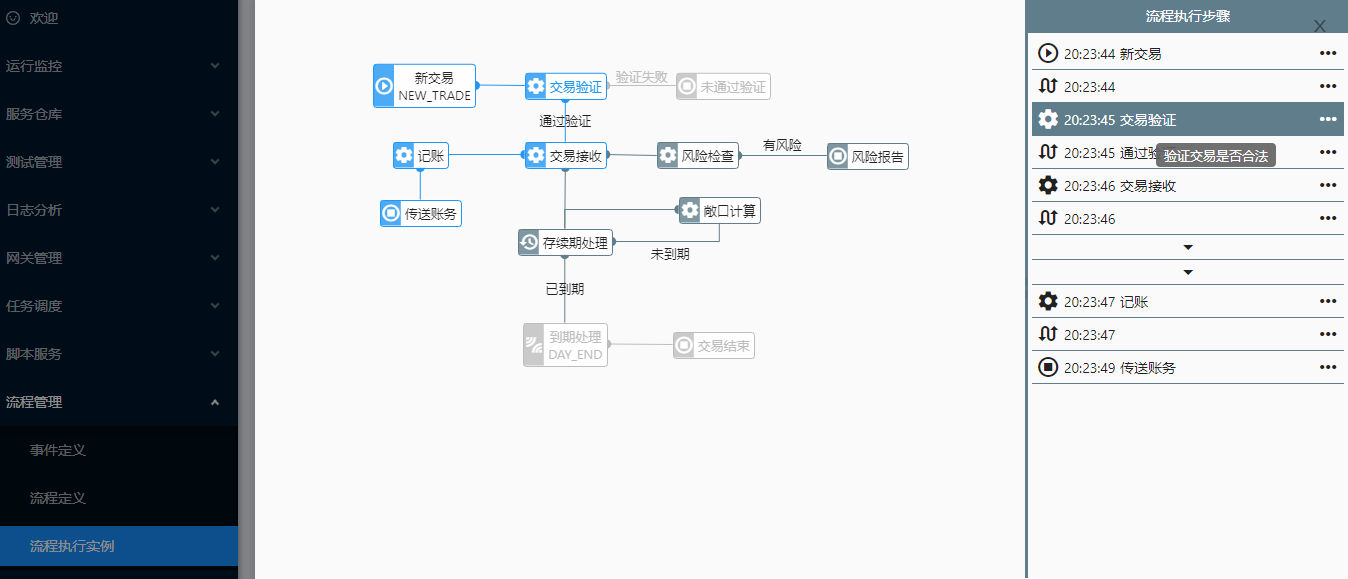 欢迎
运行监控
服务仓库
测试管理
日志分析
网关管理
任务调度
脚本服务
流程管理
事件定义
流程定义
流程执行实例
新交易
NEW_TRADE
交易验证
验证失败
未通过验证
通过验证
记账
交易接收
风险检查
有风险
风险报告
传送账务
敞口计算
存续期处理
未到期
已到期
到期处理
DAY_END
交易结束
流程执行步骤
20:23:44 新交易
20:23:44
20:23:45 交易验证
20:23:45 通过验
验证交易是否合法
20:23:46 交易接收
20:23:46
20:23:47 记账
20:23:47
20:23:49 传送账务